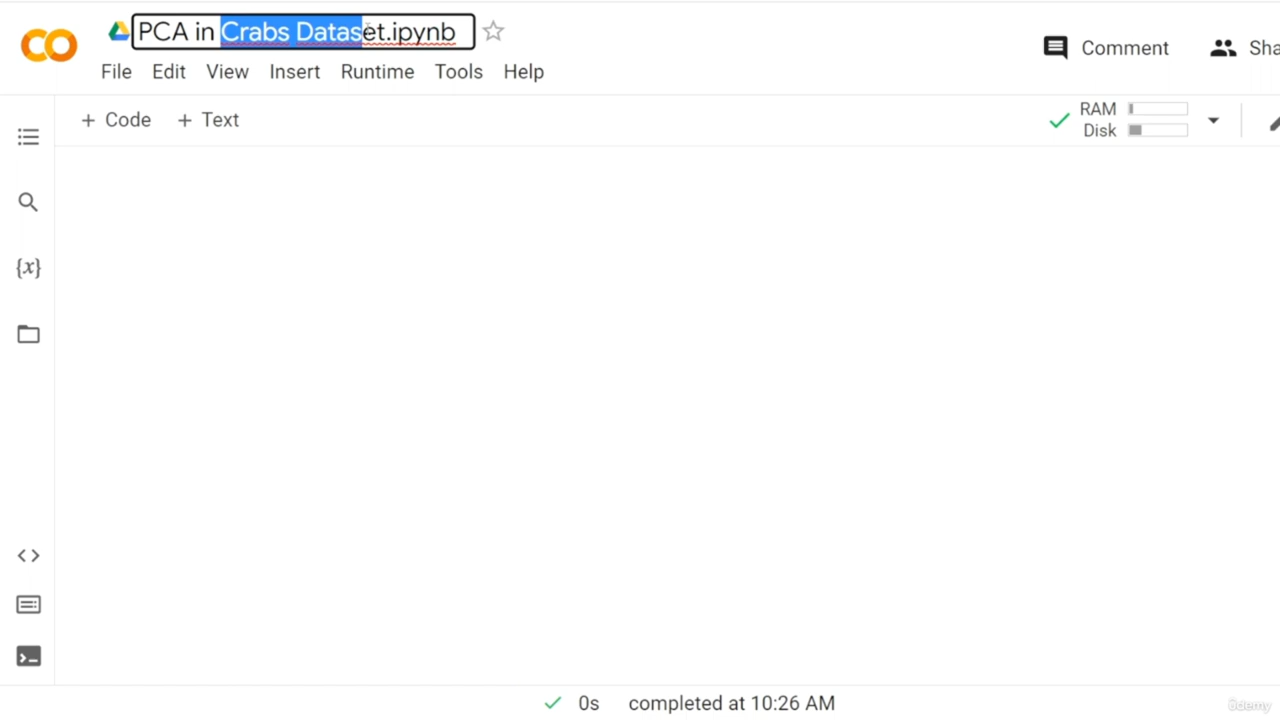 PCA in Crabs Dataset.ipynb
Comment
File Edit View Insert Runtime Tools Help
+ Code + Text
RAM
Disk
{x}
0s completed at 10:26 AM
ûdemy